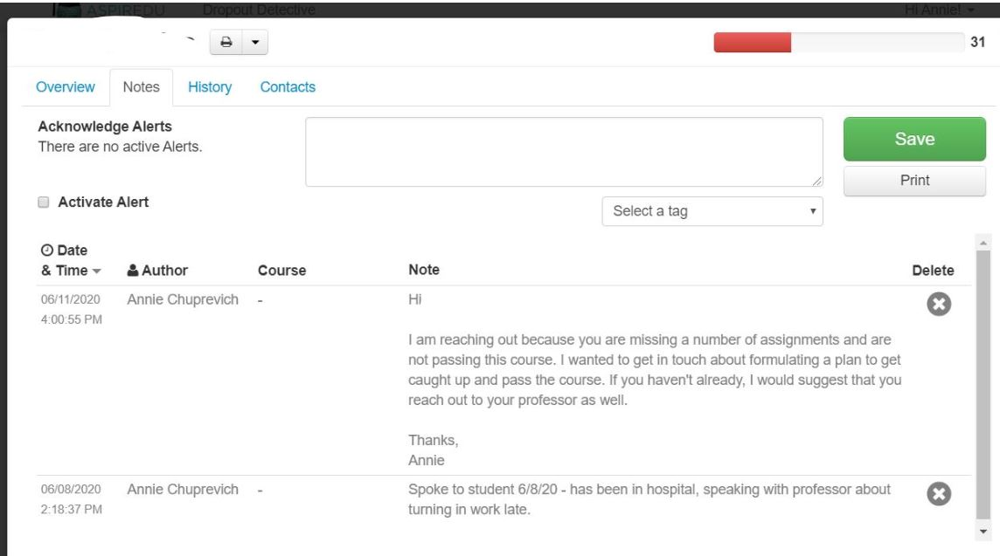 ASPIREDU Dropout Detective Hi Annie!
31
Overview Notes History Contacts
Acknowledge Alerts
There are no active Alerts.
Save
Print
Activate Alert
Select a tag
Date
& Time Author Course Note Delete
06/11/2020 Annie Chuprevich - Hi
4:00:55 PM
I am reaching out because you are missing a number of assignments and are
not passing this course. I wanted to get in touch about formulating a plan to get
caught up and pass the course. If you haven't already, I would suggest that you
reach out to your professor as well.
Thanks,
Annie
06/08/2020 Annie Chuprevich - Spoke to student 6/8/20 - has been in hospital, speaking with professor about
2:18:37 PM turning in work late.